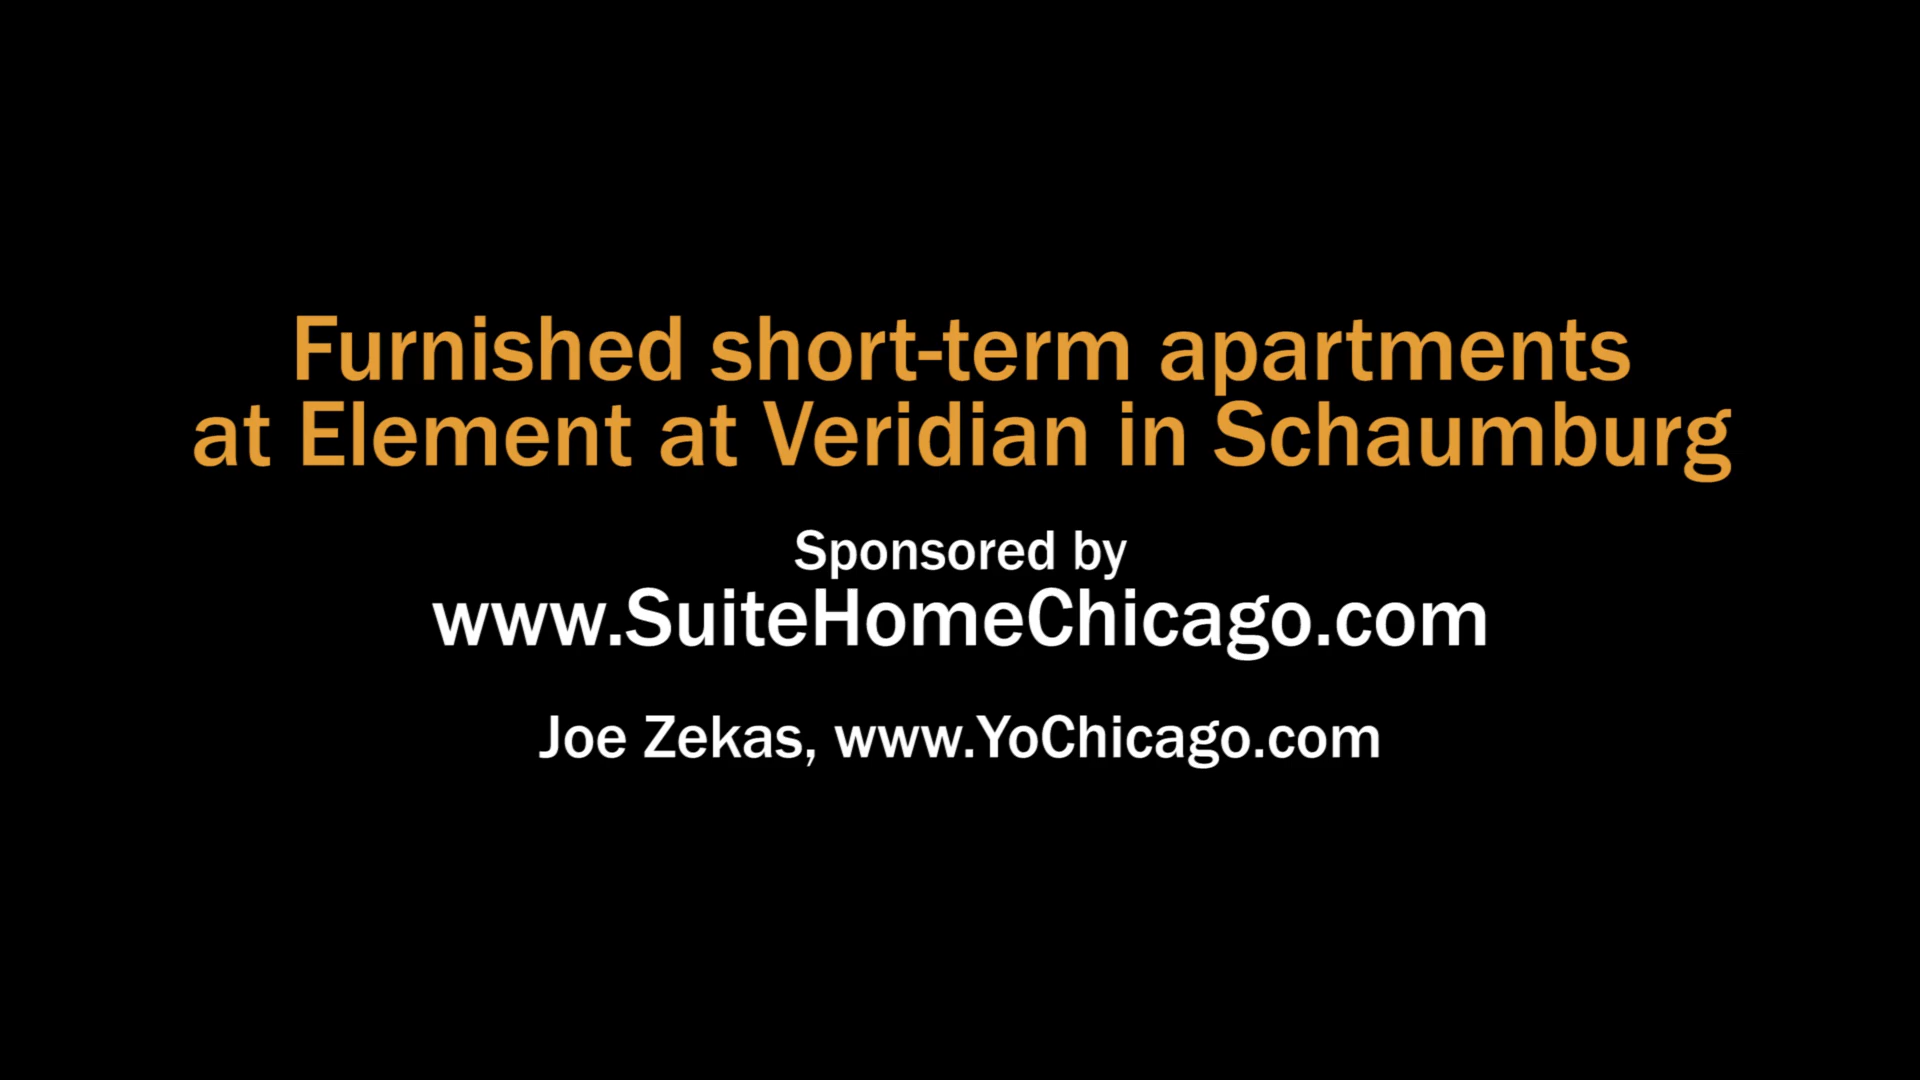 Furnished short-term apartments
at Element at Veridian in Schaumburg
Sponsored by
www.SuiteHomeChicago.com
Joe Zekas, www.YoChicago.com